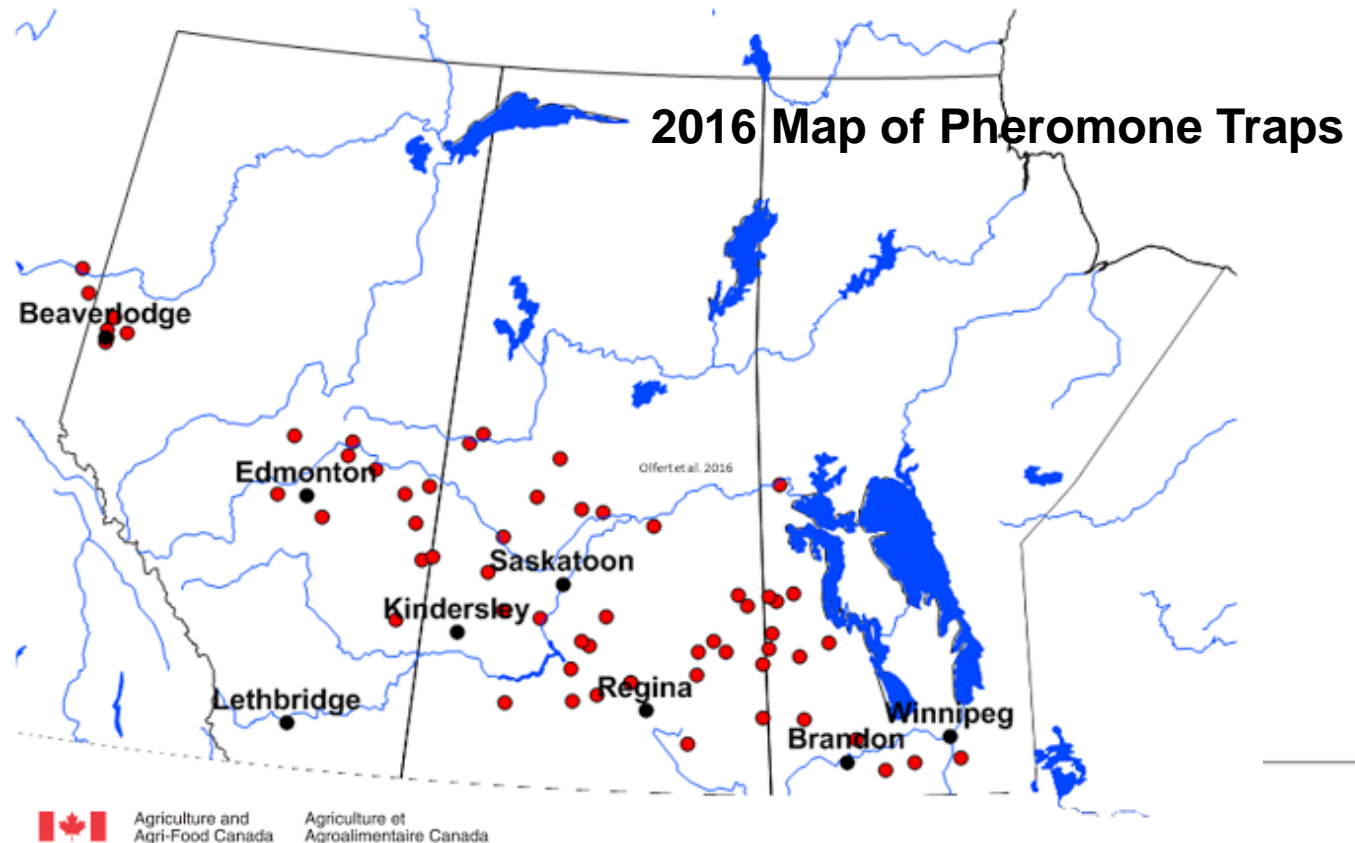 2016 Map of Pheromone Traps
Beaverlodge
Edmonton
Olfert et al. 2016
Saskatoon
Kindersley
Regina
Lethbridge
Winnipeg
Brandon
Agriculture and
Agri-Food Canada
Agriculture et
Agroalimentaire Canada